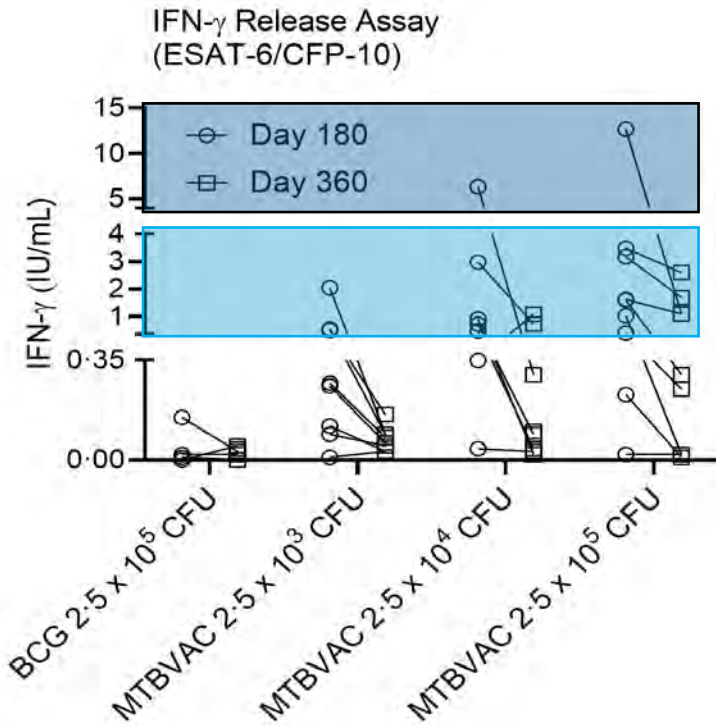 IFN-γ Release Assay
(ESAT-6/CFP-10)
15
10
5
Day 180
Day 360
4
3
2
1
0·35
0·00
IFN-γ (IU/mL)
BCG 2·5 x 10⁵ CFU
MTBVAC 2·5 x 10³ CFU
MTBVAC 2·5 x 10⁴ CFU
MTBVAC 2·5 x 10⁵ CFU